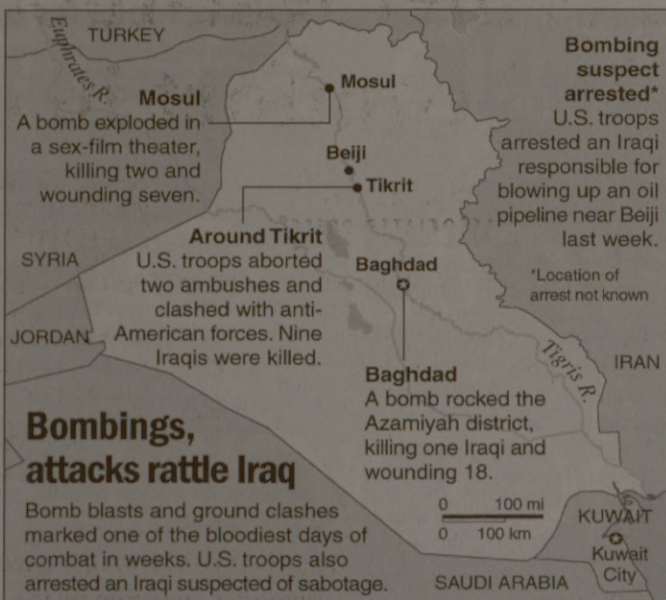 TURKEY
Euphrates R.
Mosul
Mosul
A bomb exploded in
a sex-film theater,
killing two and
wounding seven.
Bombing
suspect
arrested*
U.S. troops
arrested an Iraqi
responsible for
blowing up an oil
pipeline near Beiji
last week.
*Location of
arrest not known
Beiji
Tikrit
Around Tikrit
U.S. troops aborted
two ambushes and
clashed with anti-
American forces. Nine
Iraqis were killed.
SYRIA
JORDAN
Baghdad
Tigris R.
IRAN
Baghdad
A bomb rocked the
Azamiyah district,
killing one Iraqi and
wounding 18.
Bombings,
attacks rattle Iraq
Bomb blasts and ground clashes
marked one of the bloodiest days of
combat in weeks. U.S. troops also
arrested an Iraqi suspected of sabotage.
0 100 mi
0 100 km
KUWAIT
Kuwait
City
SAUDI ARABIA